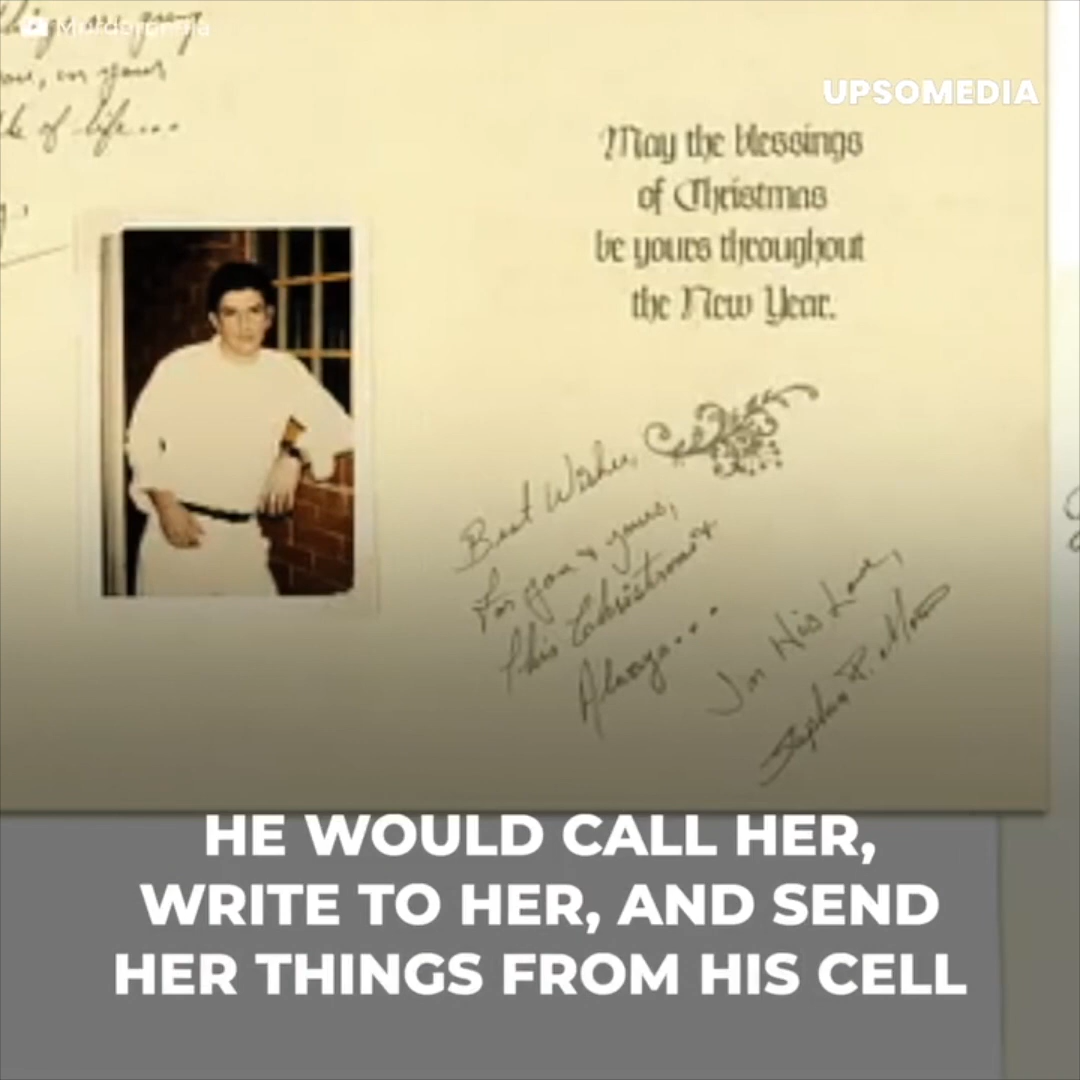 UPSOMEDIA
of life...
May the blessings
of Christmas
be yours throughout
the New Year.
Best Wishes,
For you & yours,
This Christmas
Always...
In His Love,
Stephen P. Mo
HE WOULD CALL HER,
WRITE TO HER, AND SEND
HER THINGS FROM HIS CELL